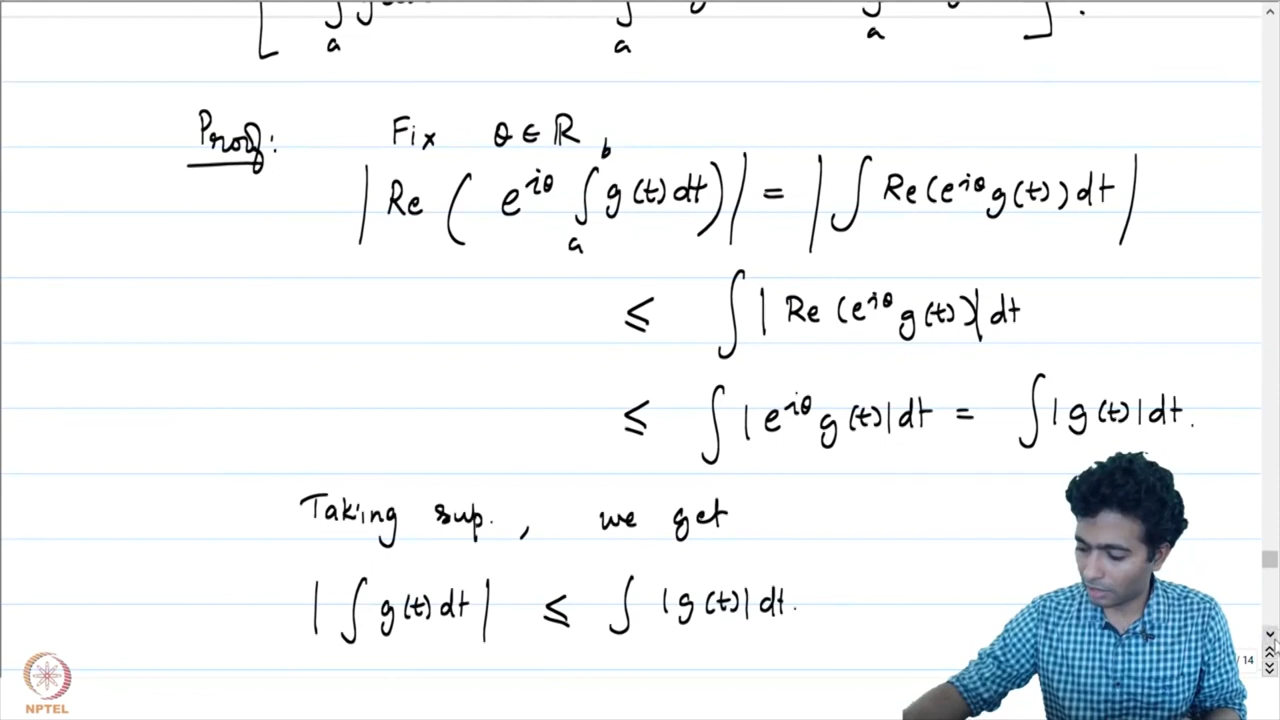 a a a
Proof: Fix θ ∈ ℝ
| Re ( e^{iθ} ∫_a^b g(t) dt ) | = | ∫ Re(e^{iθ} g(t)) dt |
≤ ∫ | Re (e^{iθ} g(t)) | dt
≤ ∫ | e^{iθ} g(t) | dt = ∫ | g(t) | dt.
Taking sup., we get
| ∫ g(t) dt | ≤ ∫ | g(t) | dt.
/ 14
NPTEL